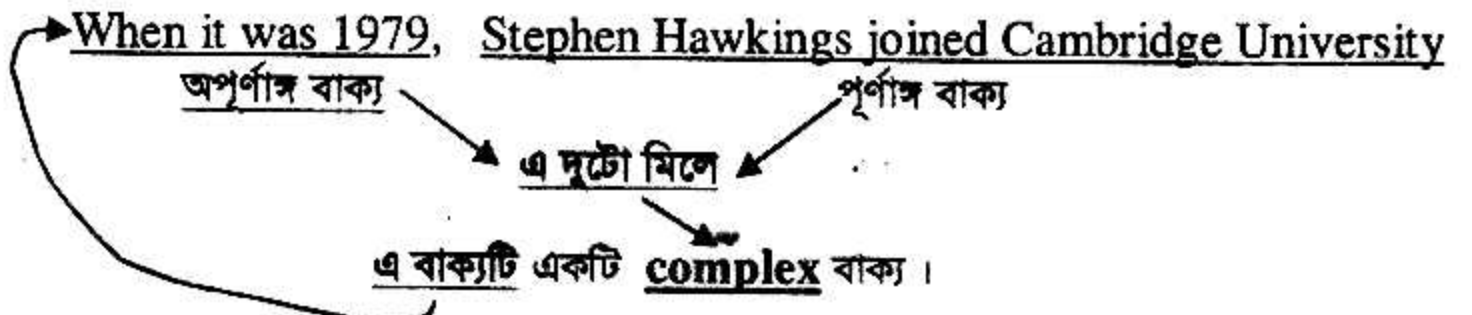 When it was 1979, Stephen Hawkings joined Cambridge University
অপূর্ণাঙ্গ বাক্য পূর্ণাঙ্গ বাক্য
এ দুটো মিলে
এ বাক্যটি একটি complex বাক্য ।